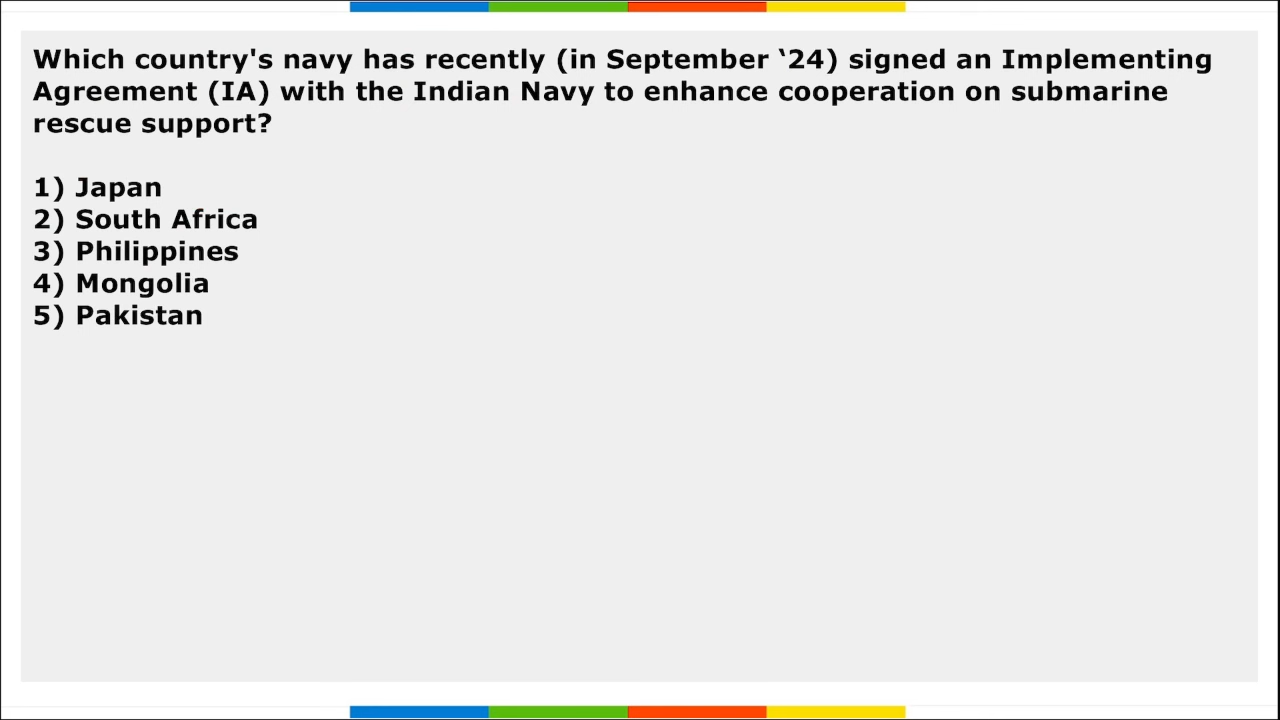 Which country's navy has recently (in September ‘24) signed an Implementing
Agreement (IA) with the Indian Navy to enhance cooperation on submarine
rescue support?
1) Japan
2) South Africa
3) Philippines
4) Mongolia
5) Pakistan